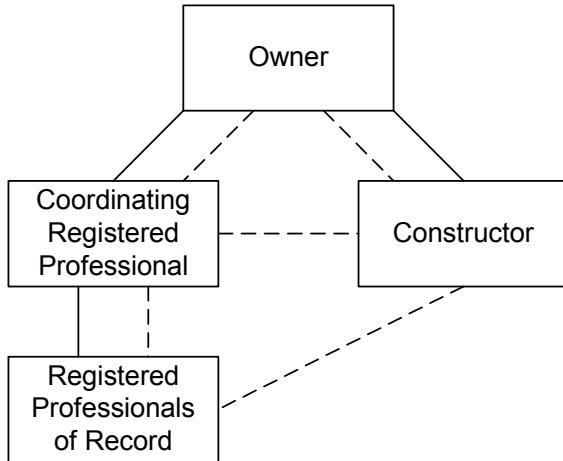 Owner
Coordinating
Registered
Professional
Constructor
Registered
Professionals
of Record